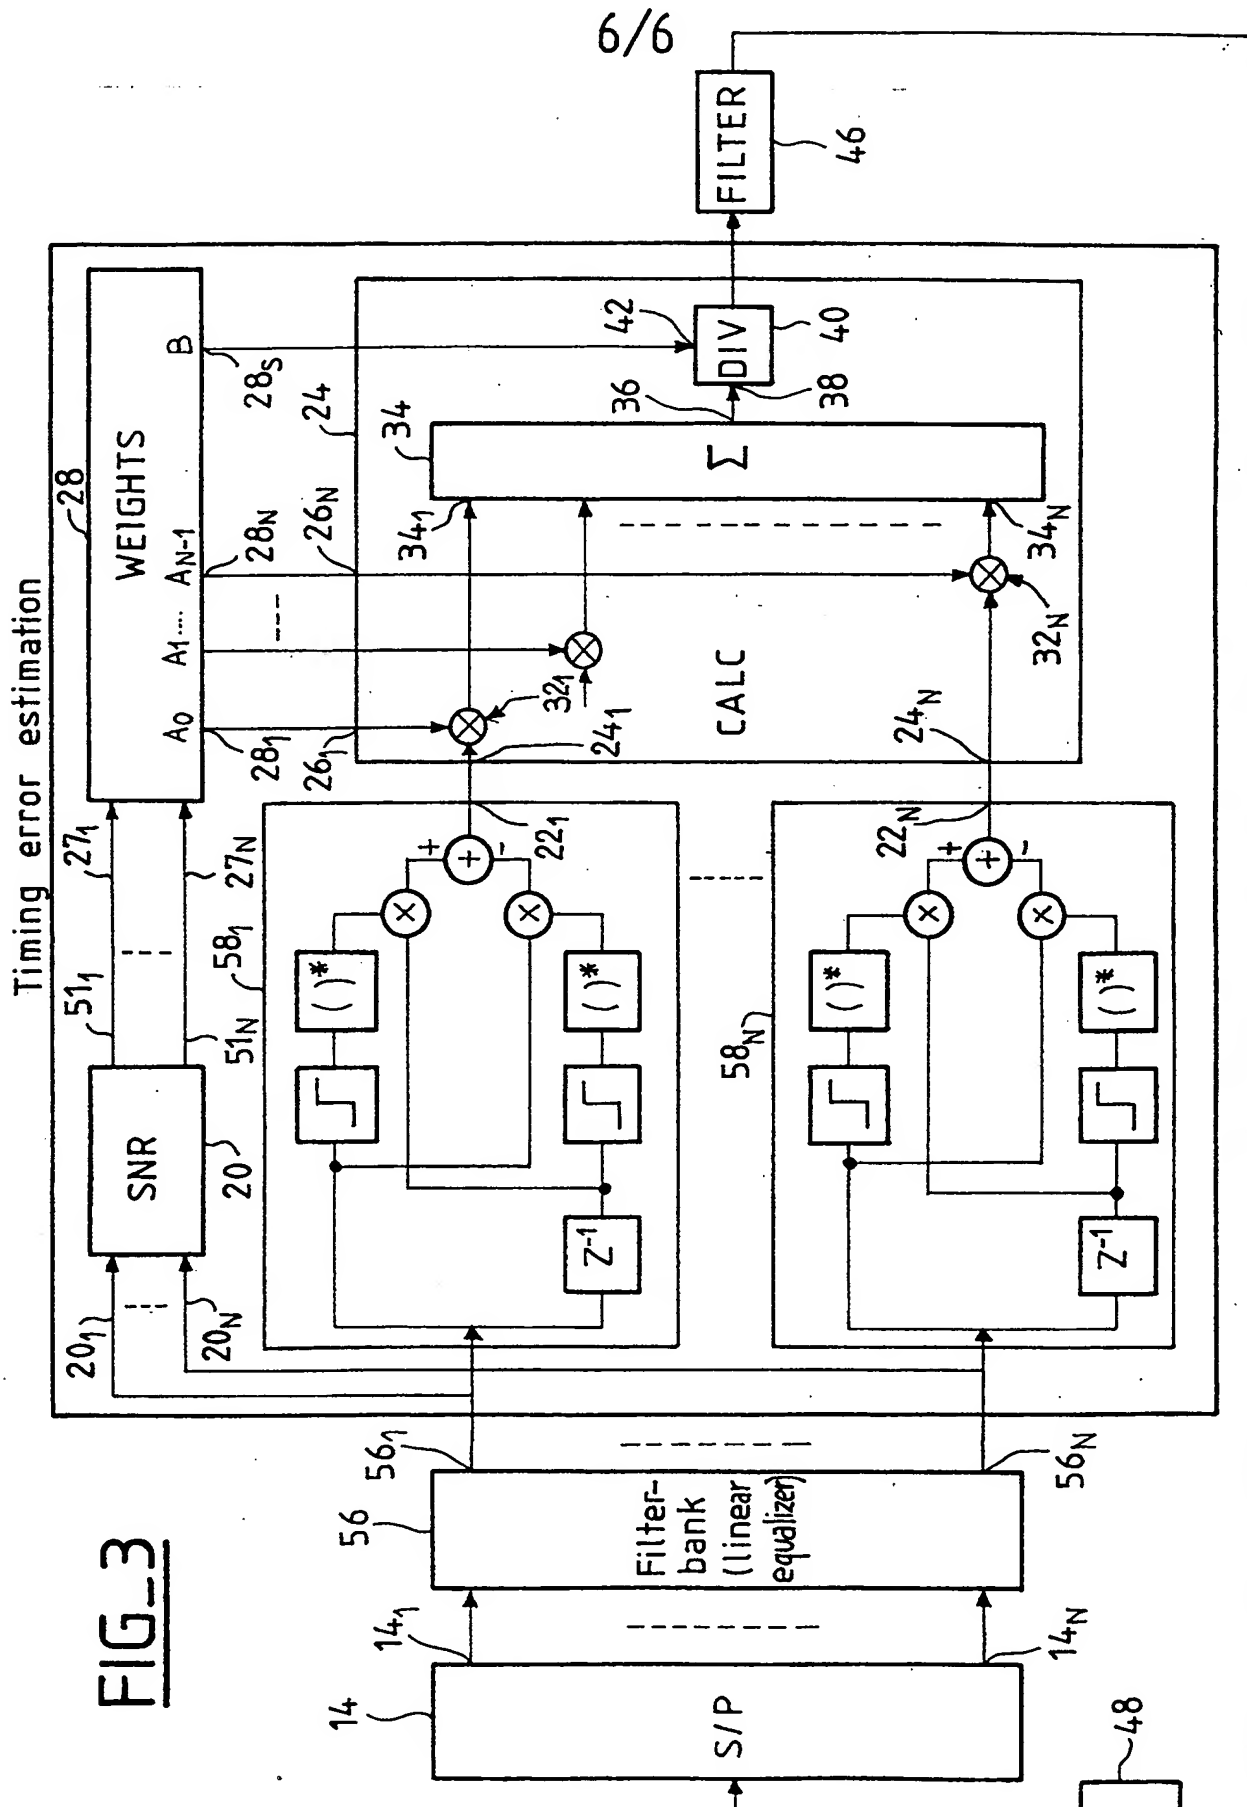 6/6
Timing error estimation
28
WEIGHTS
A0 A1.... AN-1 B
281
28N
28S
271
27N
511
51N
SNR
20
201
20N
581
( )*
( )*
Z-1
X
X
+
+
-
221
58N
( )*
( )*
Z-1
X
X
+
+
-
22N
24
261
26N
241
24N
321
32N
CALC
34
341
34N
Σ
36
38
DIV
42
40
FILTER
46
56
Filter-
bank
(linear
equalizer)
561
56N
14
S/P
141
14N
48
FIG_3